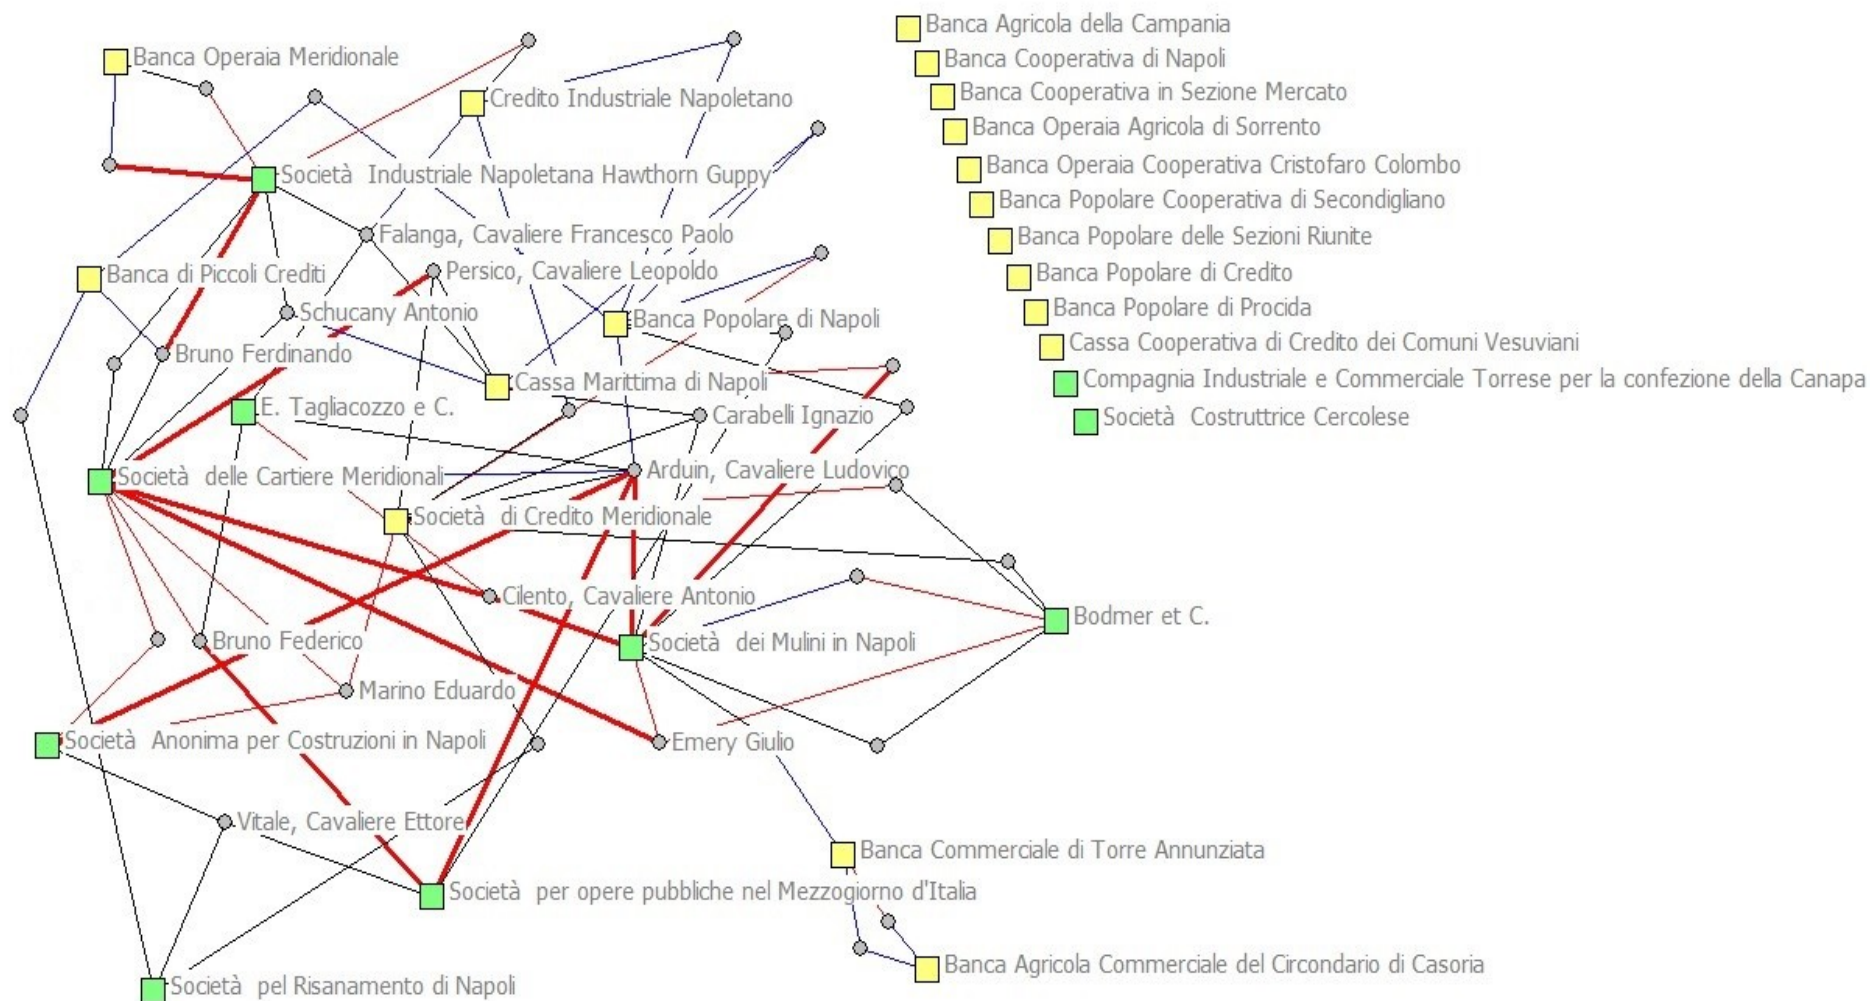 Banca Agricola della Campania
Banca Operaia Meridionale
Banca Cooperativa di Napoli
Credito Industriale Napoletano
Banca Cooperativa in Sezione Mercato
Banca Operaia Agricola di Sorrento
Banca Operaia Cooperativa Cristofaro Colombo
Società Industriale Napoletana Hawthorn Guppy
Banca Popolare Cooperativa di Secondigliano
Falanga, Cavaliere Francesco Paolo
Banca Popolare delle Sezioni Riunite
Banca di Piccoli Crediti
Persico, Cavaliere Leopoldo
Banca Popolare di Credito
Schucany Antonio
Banca Popolare di Napoli
Banca Popolare di Procida
Bruno Ferdinando
Cassa Cooperativa di Credito dei Comuni Vesuviani
Cassa Marittima di Napoli
Compagnia Industriale e Commerciale Torrese per la confezione della Canapa
E. Tagliacozzo e C.
Carabelli Ignazio
Società Costruttrice Cercolese
Società delle Cartiere Meridionali
Arduin, Cavaliere Ludovico
Società di Credito Meridionale
Cilento, Cavaliere Antonio
Bodmer et C.
Bruno Federico
Società dei Mulini in Napoli
Marino Eduardo
Società Anonima per Costruzioni in Napoli
Emery Giulio
Vitale, Cavaliere Ettore
Banca Commerciale di Torre Annunziata
Società per opere pubbliche nel Mezzogiorno d'Italia
Banca Agricola Commerciale del Circondario di Casoria
Società pel Risanamento di Napoli